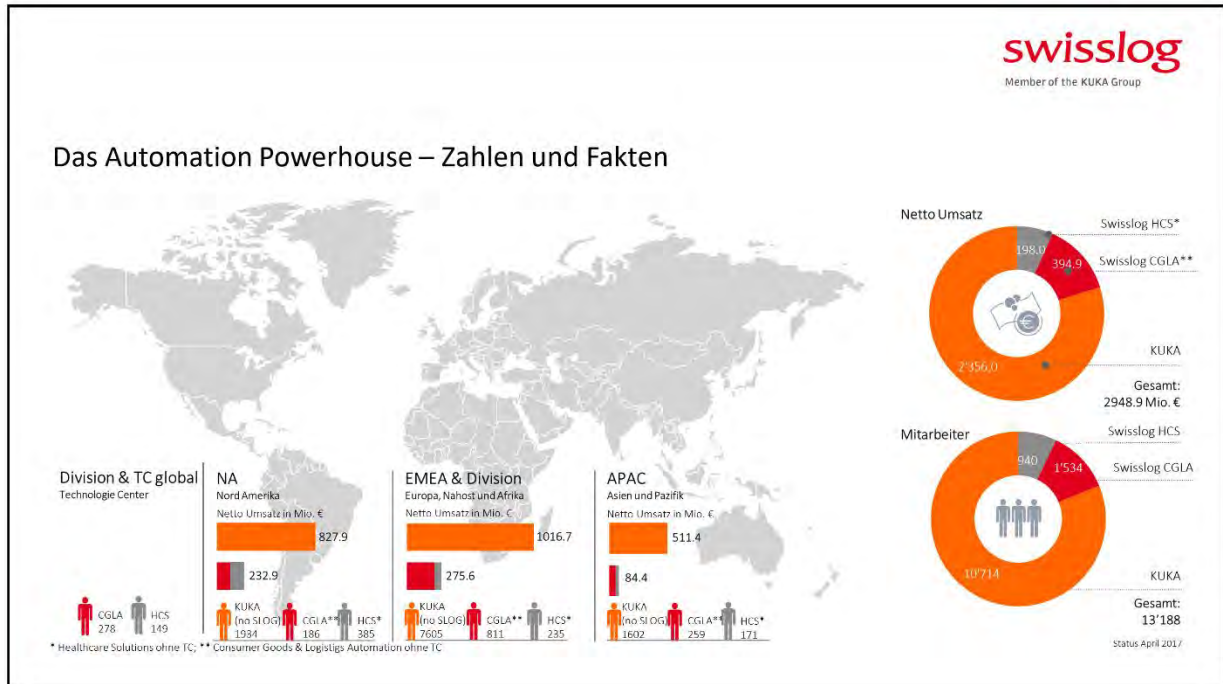 swisslog
Member of the KUKA Group
Das Automation Powerhouse – Zahlen und Fakten
Netto Umsatz
Swisslog HCS*
198.0
Swisslog CGLA**
394,9
KUKA
2'356,0
Gesamt:
2948.9 Mio. €
Mitarbeiter
Swisslog HCS
940
1'534
Swisslog CGLA
10'714
KUKA
Gesamt:
13'188
Status April 2017
Division & TC global
Technologie Center
CGLA
278
HCS
149
NA
Nord Amerika
Netto Umsatz in Mio. €
827.9
232.9
KUKA
(no SLOG)
1934
CGLA**
186
HCS*
385
EMEA & Division
Europa, Nahost und Afrika
Netto Umsatz in Mio. €
1016.7
275.6
KUKA
(no SLOG)
7605
CGLA**
811
HCS*
235
APAC
Asien und Pazifik
Netto Umsatz in Mio. €
511.4
84.4
KUKA
(no SLOG)
1602
CGLA**
259
HCS*
171
* Healthcare Solutions ohne TC; ** Consumer Goods & Logistigs Automation ohne TC